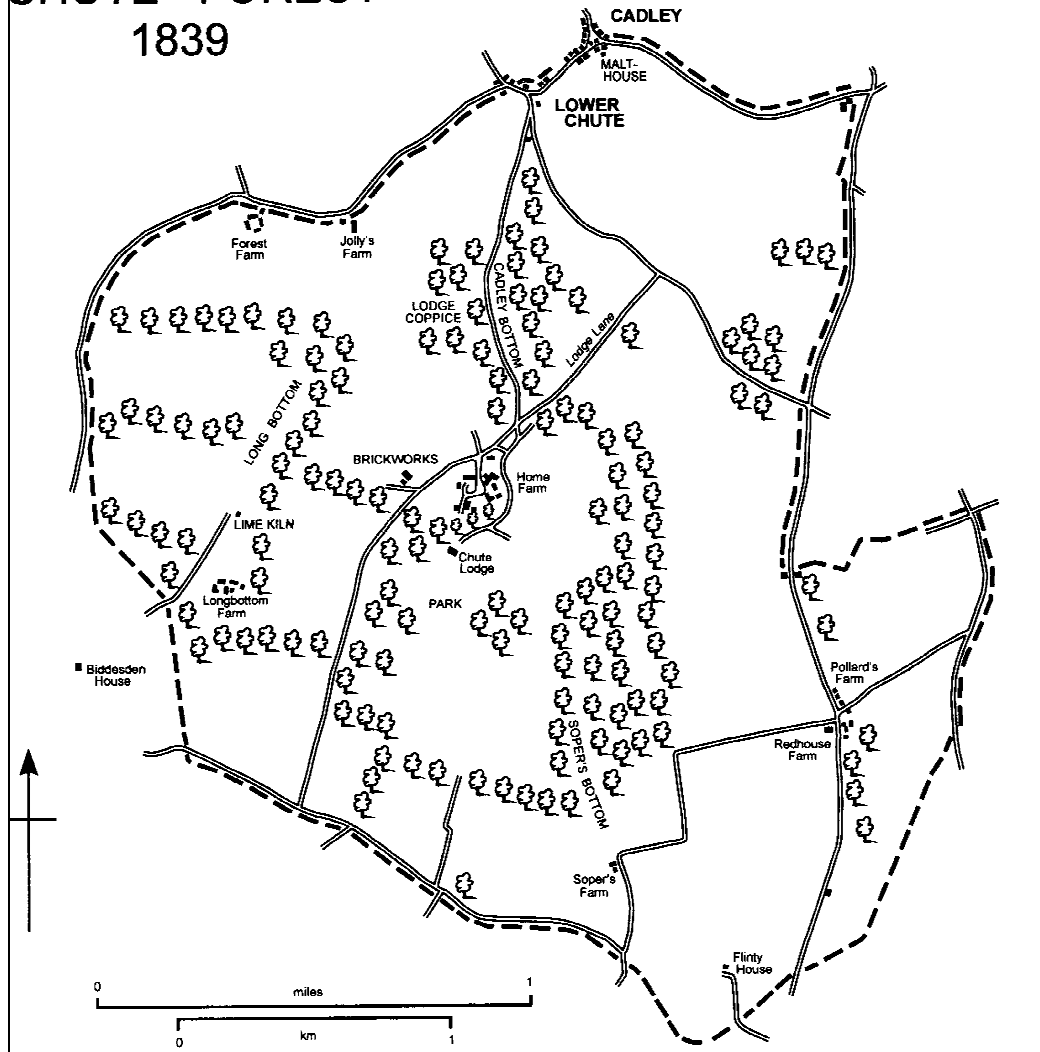 1839
CADLEY
MALT-
HOUSE
LOWER
CHUTE
Forest
Farm
Jolly's
Farm
LODGE
COPPICE
CADLEY BOTTOM
Lodge Lane
LONG BOTTOM
BRICKWORKS
Home
Farm
LIME KILN
Chute
Lodge
Longbottom
Farm
PARK
Biddesden
House
Pollard's
Farm
Redhouse
Farm
SOPER'S BOTTOM
Soper's
Farm
Flinty
House
0
miles
1
0
km
1